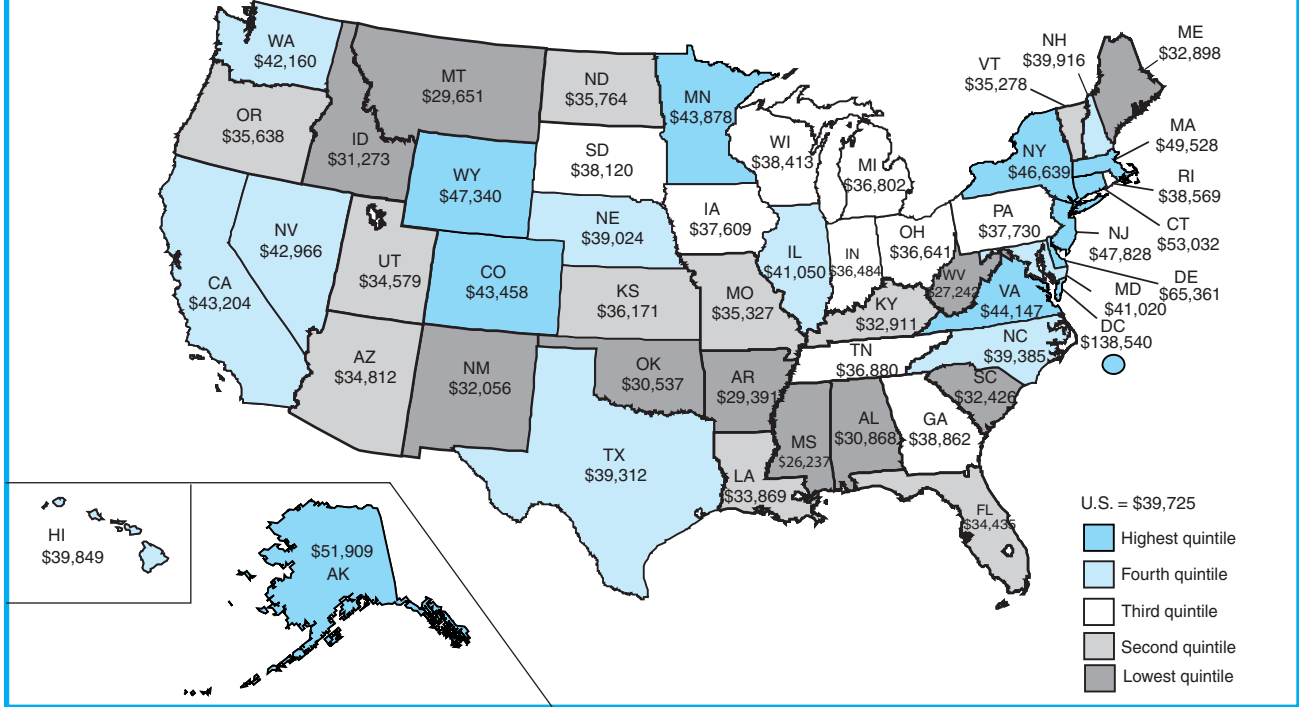 WA
$42,160
OR
$35,638
CA
$43,204
NV
$42,966
ID
$31,273
MT
$29,651
WY
$47,340
UT
$34,579
AZ
$34,812
CO
$43,458
NM
$32,056
ND
$35,764
SD
$38,120
NE
$39,024
KS
$36,171
OK
$30,537
TX
$39,312
MN
$43,878
IA
$37,609
MO
$35,327
AR
$29,391
LA
$33,869
WI
$38,413
IL
$41,050
MI
$36,802
IN
$36,484
OH
$36,641
KY
$32,911
TN
$36,880
MS
$26,237
AL
$30,868
GA
$38,862
FL
$34,435
SC
$32,426
NC
$39,385
VA
$44,147
WV
$27,242
PA
$37,730
NY
$46,639
VT
$35,278
NH
$39,916
ME
$32,898
MA
$49,528
RI
$38,569
CT
$53,032
NJ
$47,828
DE
$65,361
MD
$41,020
DC
$138,540
HI
$39,849
$51,909
AK
U.S. = $39,725
Highest quintile
Fourth quintile
Third quintile
Second quintile
Lowest quintile